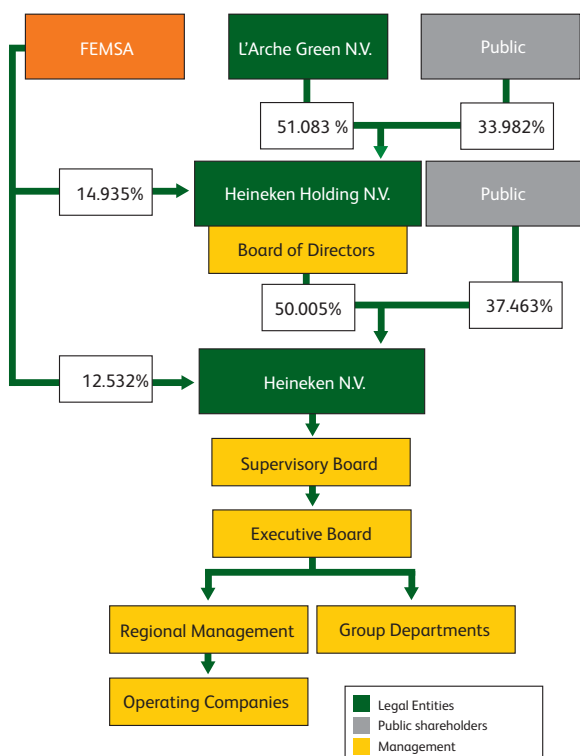 FEMSA
L'Arche Green N.V.
Public
51.083 %
33.982%
14.935%
Heineken Holding N.V.
Public
Board of Directors
50.005%
37.463%
12.532%
Heineken N.V.
Supervisory Board
Executive Board
Regional Management
Group Departments
Operating Companies
Legal Entities
Public shareholders
Management